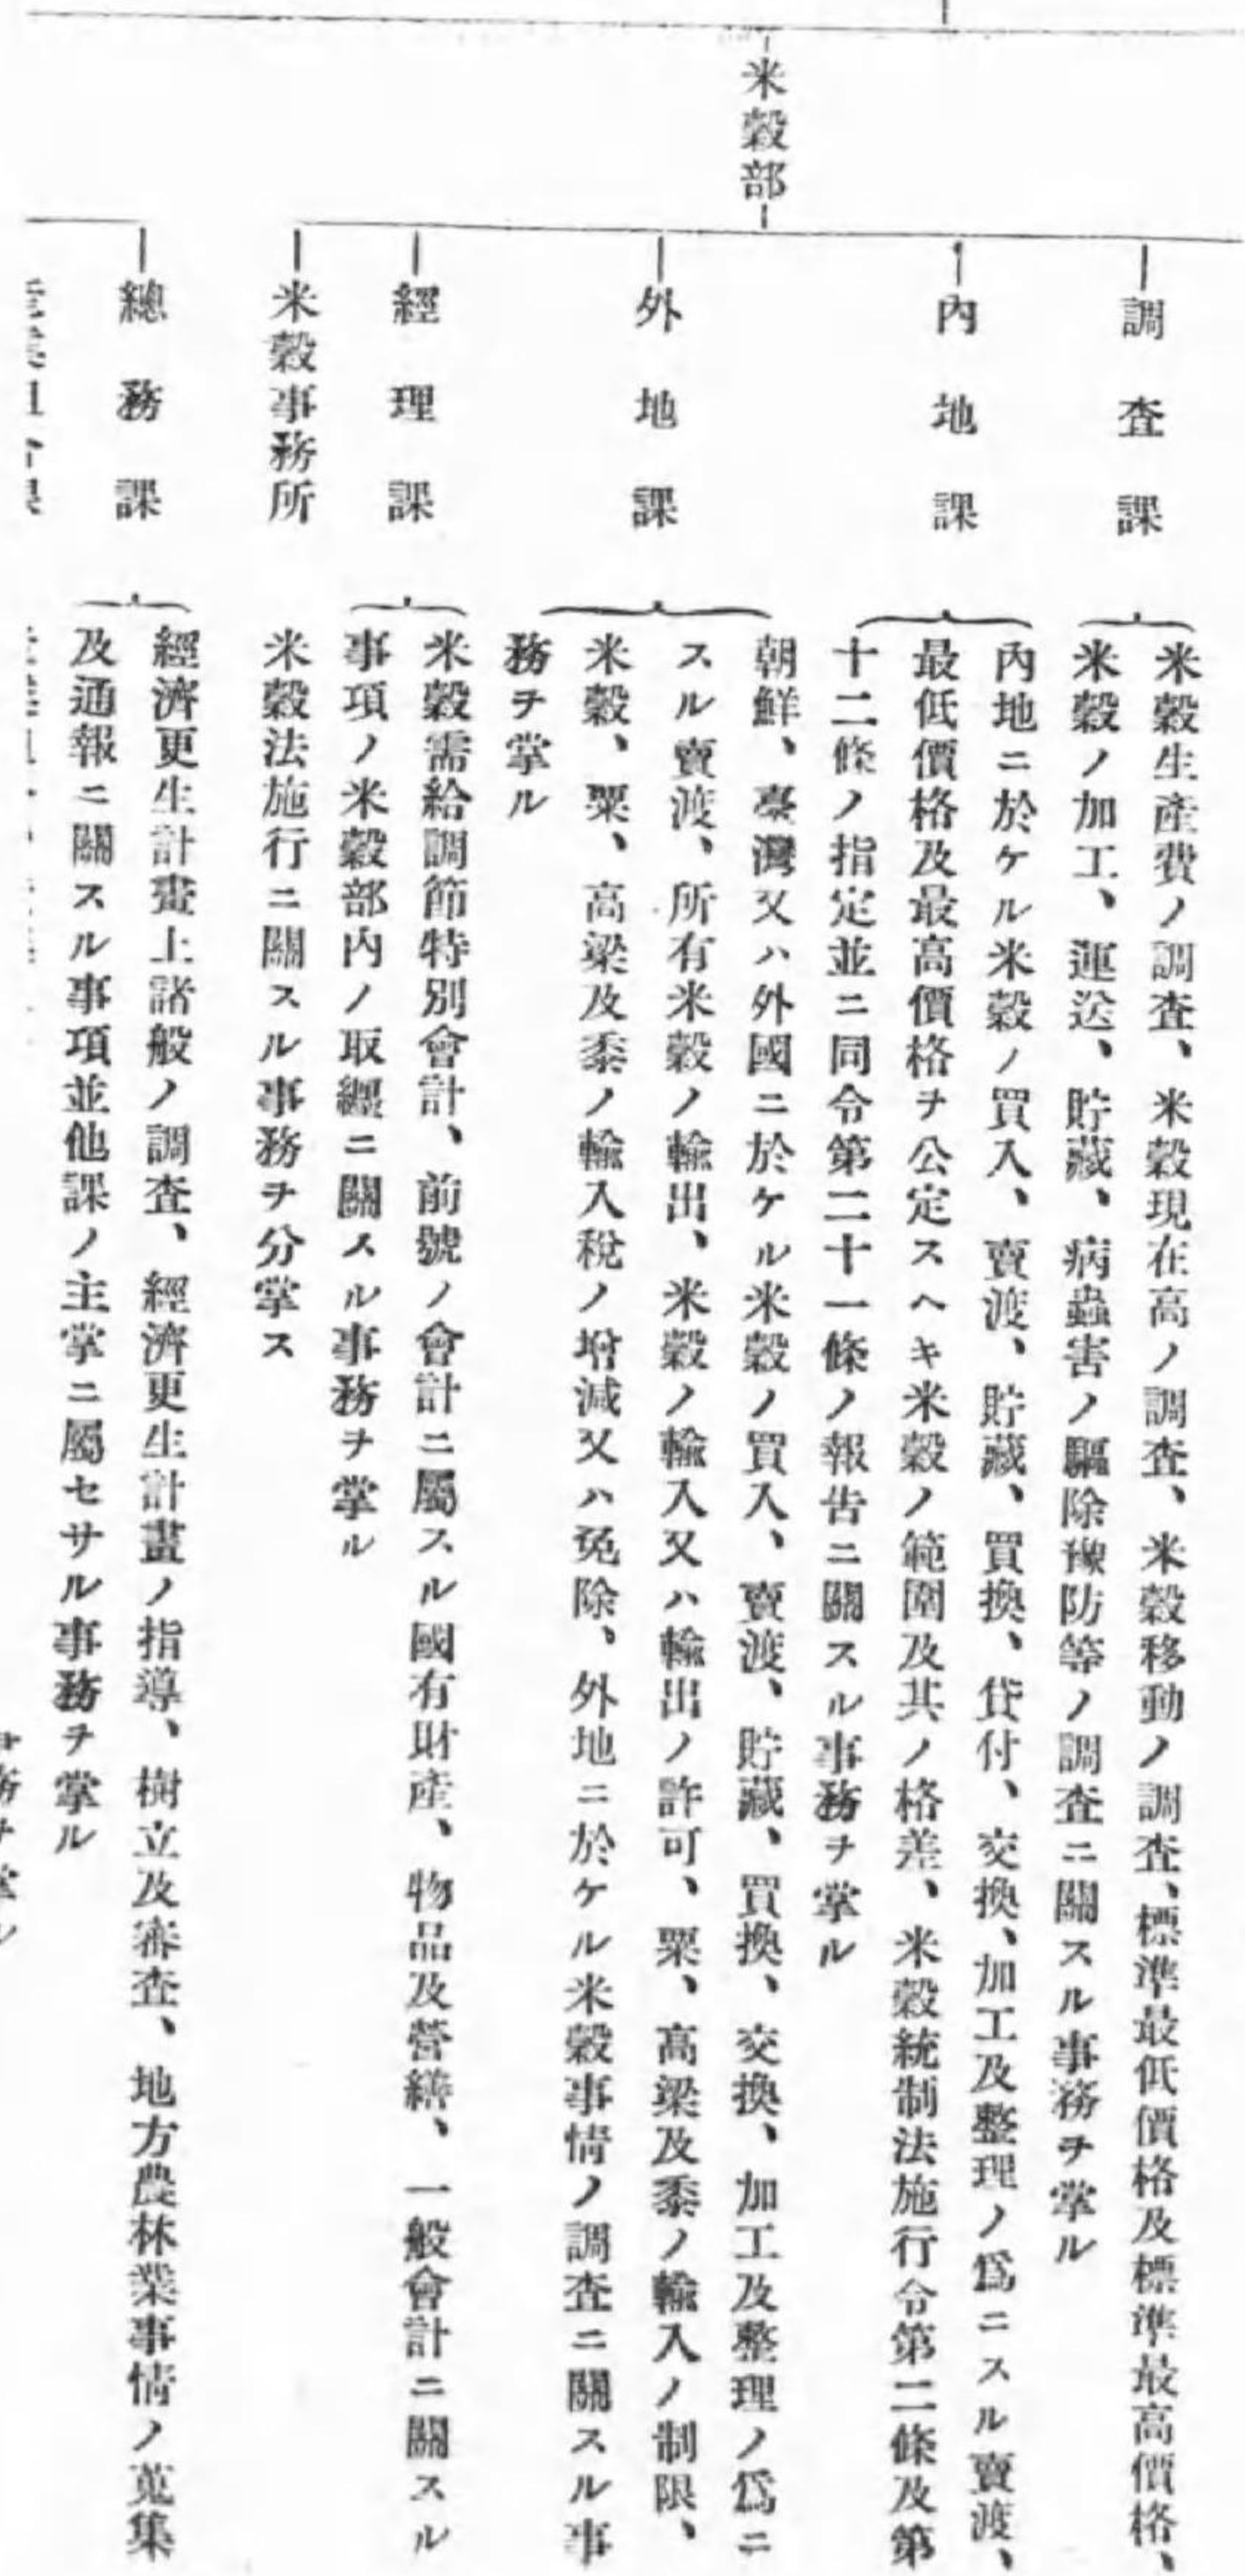 米穀部
調査課
米穀生產費ノ調査、米穀現在高ノ調査、米穀移動ノ調査、標準最低價格及標準最高價格、
米穀ノ加工、運送、貯藏、病蟲害ノ驅除豫防等ノ調査ニ關スル事務ヲ掌ル
內地課
內地ニ於ケル米穀ノ買入、賣渡、貯藏、買換、貸付、交換、加工及整理ノ爲ニスル賣渡、
最低價格及最高價格ヲ公定スヘキ米穀ノ範圍及其ノ格差、米穀統制法施行令第二條及第
十二條ノ指定並ニ同令第二十一條ノ報告ニ關スル事務ヲ掌ル
外地課
朝鮮、臺灣又ハ外國ニ於ケル米穀ノ買入、賣渡、貯藏、買換、交換、加工及整理ノ爲ニ
スル賣渡、所有米穀ノ輸出、米穀ノ輸入又ハ輸出ノ許可、粟、高梁及黍ノ輸入ノ制限、
米穀、粟、高梁及黍ノ輸入稅ノ增減又ハ免除、外地ニ於ケル米穀事情ノ調査ニ關スル事
務ヲ掌ル
經理課
米穀需給調節特別會計、前號ノ會計ニ屬スル國有財產、物品及營繕、一般會計ニ關スル
事項ノ米穀部內ノ取纒ニ關スル事務ヲ掌ル
米穀事務所
米穀法施行ニ關スル事務ヲ分掌ス
總務課
經濟更生計畫上諸般ノ調査、經濟更生計畫ノ指導、樹立及審査、地方農林業事情ノ蒐集
及通報ニ關スル事項並他課ノ主掌ニ屬セサル事務ヲ掌ル